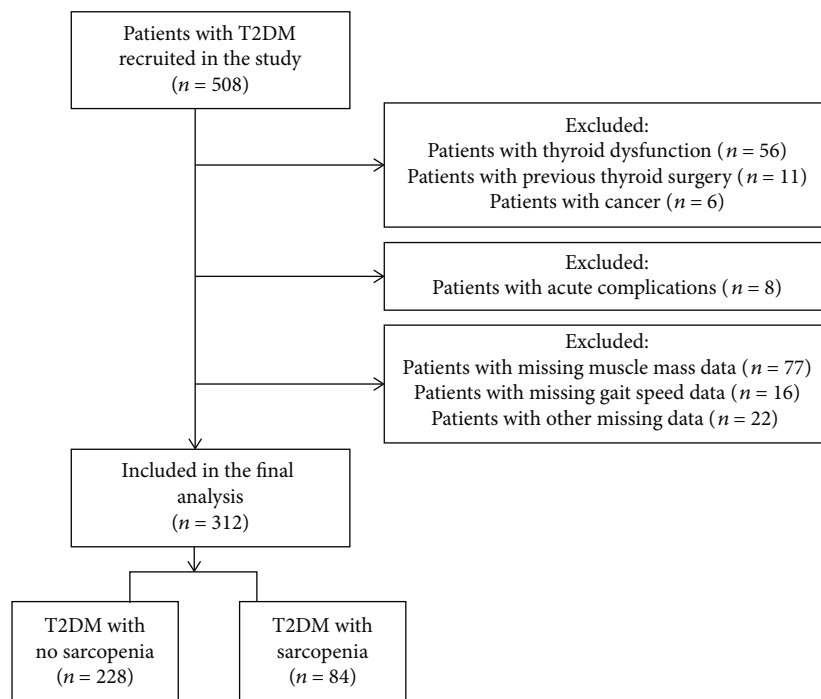 Patients with T2DM
recruited in the study
(n = 508)
Excluded:
Patients with thyroid dysfunction (n = 56)
Patients with previous thyroid surgery (n = 11)
Patients with cancer (n = 6)
Excluded:
Patients with acute complications (n = 8)
Excluded:
Patients with missing muscle mass data (n = 77)
Patients with missing gait speed data (n = 16)
Patients with other missing data (n = 22)
Included in the final
analysis
(n = 312)
T2DM with
no sarcopenia
(n = 228)
T2DM with
sarcopenia
(n = 84)